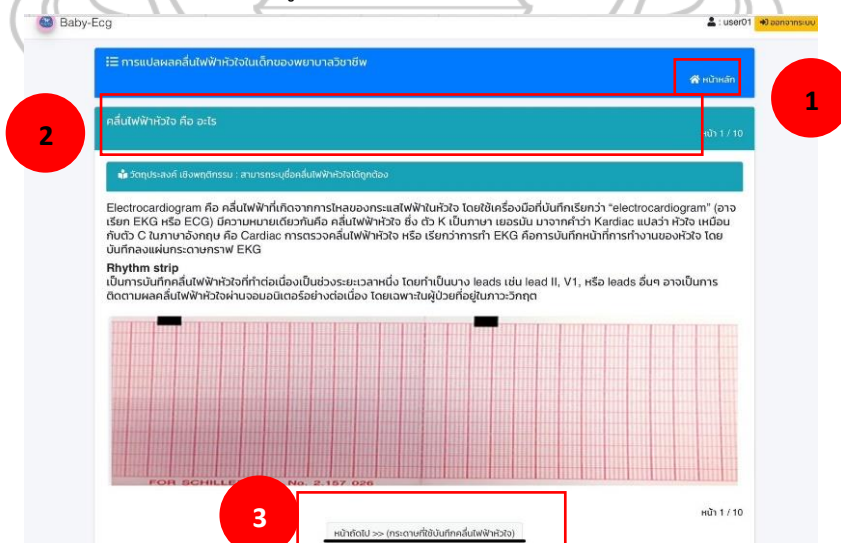 Baby-Ecg
: user01
ออกจากระบบ
การแปลผลคลื่นไฟฟ้าหัวใจในเด็กของพยาบาลวิชาชีพ
หน้าหลัก
1
2
คลื่นไฟฟ้าหัวใจ คือ อะไร
หน้า 1 / 10
วัตถุประสงค์ เชิงพฤติกรรม : สามารถระบุชื่อคลื่นไฟฟ้าหัวใจได้ถูกต้อง
Electrocardiogram คือ คลื่นไฟฟ้าที่เกิดจากการไหลของกระแสไฟฟ้าในหัวใจ โดยใช้เครื่องมือที่บันทึกเรียกว่า "electrocardiogram" (อาจ
เรียก EKG หรือ ECG) มีความหมายเดียวกันคือ คลื่นไฟฟ้าหัวใจ ซึ่ง ตัว K เป็นภาษา เยอรมัน มาจากคำว่า Kardiac แปลว่า หัวใจ เหมือน
กับตัว C ในภาษาอังกฤษ คือ Cardiac การตรวจคลื่นไฟฟ้าหัวใจ หรือ เรียกว่าการทำ EKG คือการบันทึกหน้าที่การทำงานของหัวใจ โดย
บันทึกลงแผ่นกระดาษกราฟ EKG
Rhythm strip
เป็นการบันทึกคลื่นไฟฟ้าหัวใจที่ทำต่อเนื่องเป็นช่วงระยะเวลาหนึ่ง โดยทำเป็นบาง leads เช่น lead II, V1, หรือ leads อื่นๆ อาจเป็นการ
ติดตามผลคลื่นไฟฟ้าหัวใจผ่านจอมอนิเตอร์อย่างต่อเนื่อง โดยเฉพาะในผู้ป่วยที่อยู่ในภาวะวิกฤต
FOR SCHILLE No. 2.157 026
หน้า 1 / 10
3
หน้าถัดไป >> (กระดาษที่ใช้บันทึกคลื่นไฟฟ้าหัวใจ)